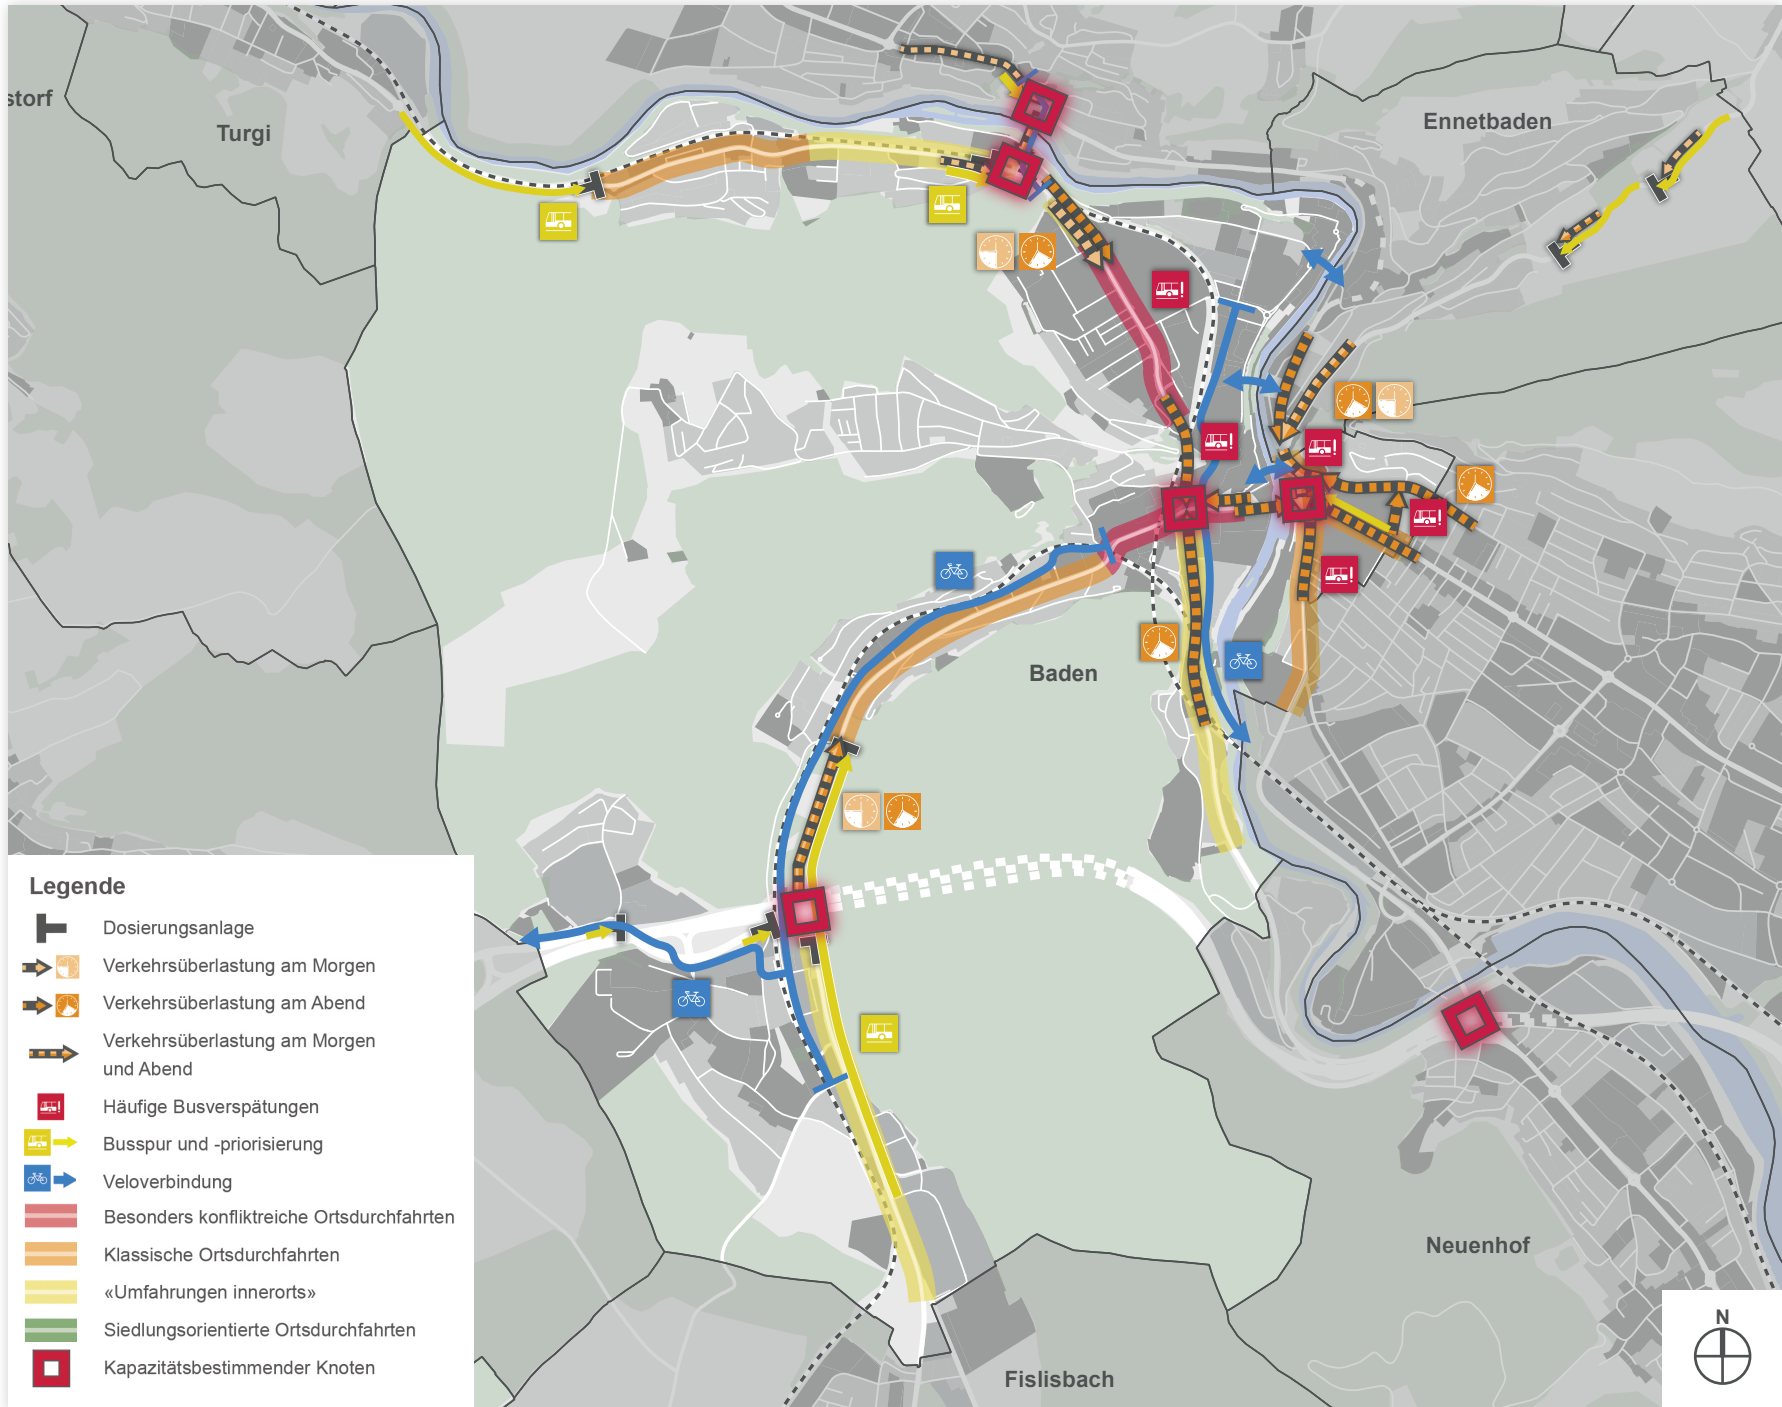 storf
Turgi
Ennetbaden
Baden
Legende
Dosierungsanlage
Verkehrsüberlastung am Morgen
Verkehrsüberlastung am Abend
Verkehrsüberlastung am Morgen
und Abend
Häufige Busverspätungen
Busspur und -priorisierung
Veloverbindung
Besonders konfliktreiche Ortsdurchfahrten
Klassische Ortsdurchfahrten
«Umfahrungen innerorts»
Siedlungsorientierte Ortsdurchfahrten
Kapazitätsbestimmender Knoten
Neuenhof
Fislisbach
N